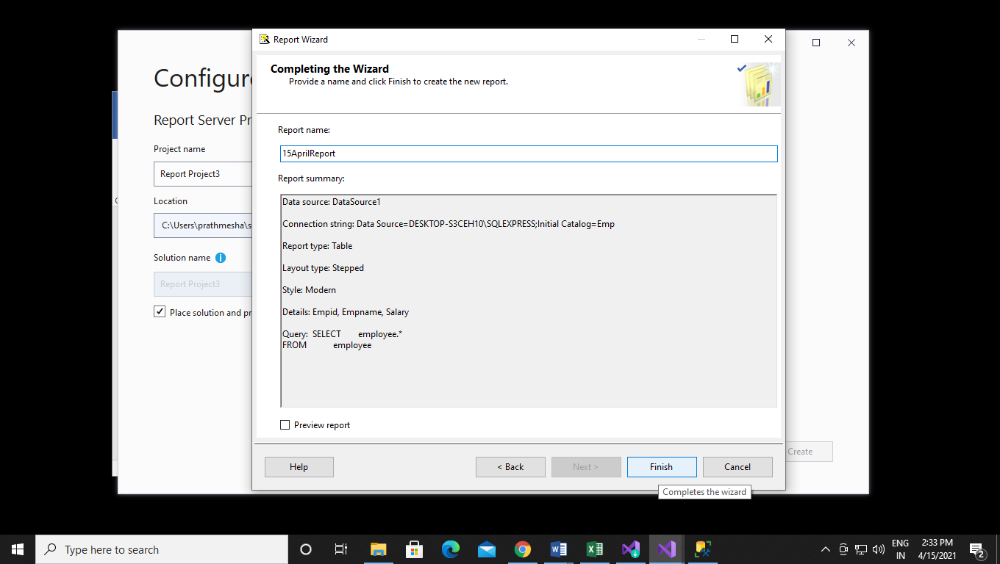 Report Wizard
Completing the Wizard
Provide a name and click Finish to create the new report.
Configur
Report Server Pr
Project name
Report Project3
Location
C:\Users\prathmesha\s
Solution name
Report Project3
Place solution and pr
Report name:
15AprilReport
Report summary:
Data source: DataSource1
Connection string: Data Source=DESKTOP-S3CEH10\SQLEXPRESS;Initial Catalog=Emp
Report type: Table
Layout type: Stepped
Style: Modern
Details: Empid, Empname, Salary
Query: SELECT employee.*
FROM employee
Preview report
Create
Help
< Back
Next >
Finish
Cancel
Completes the wizard
Type here to search
ENG
IN
2:33 PM
4/15/2021
2